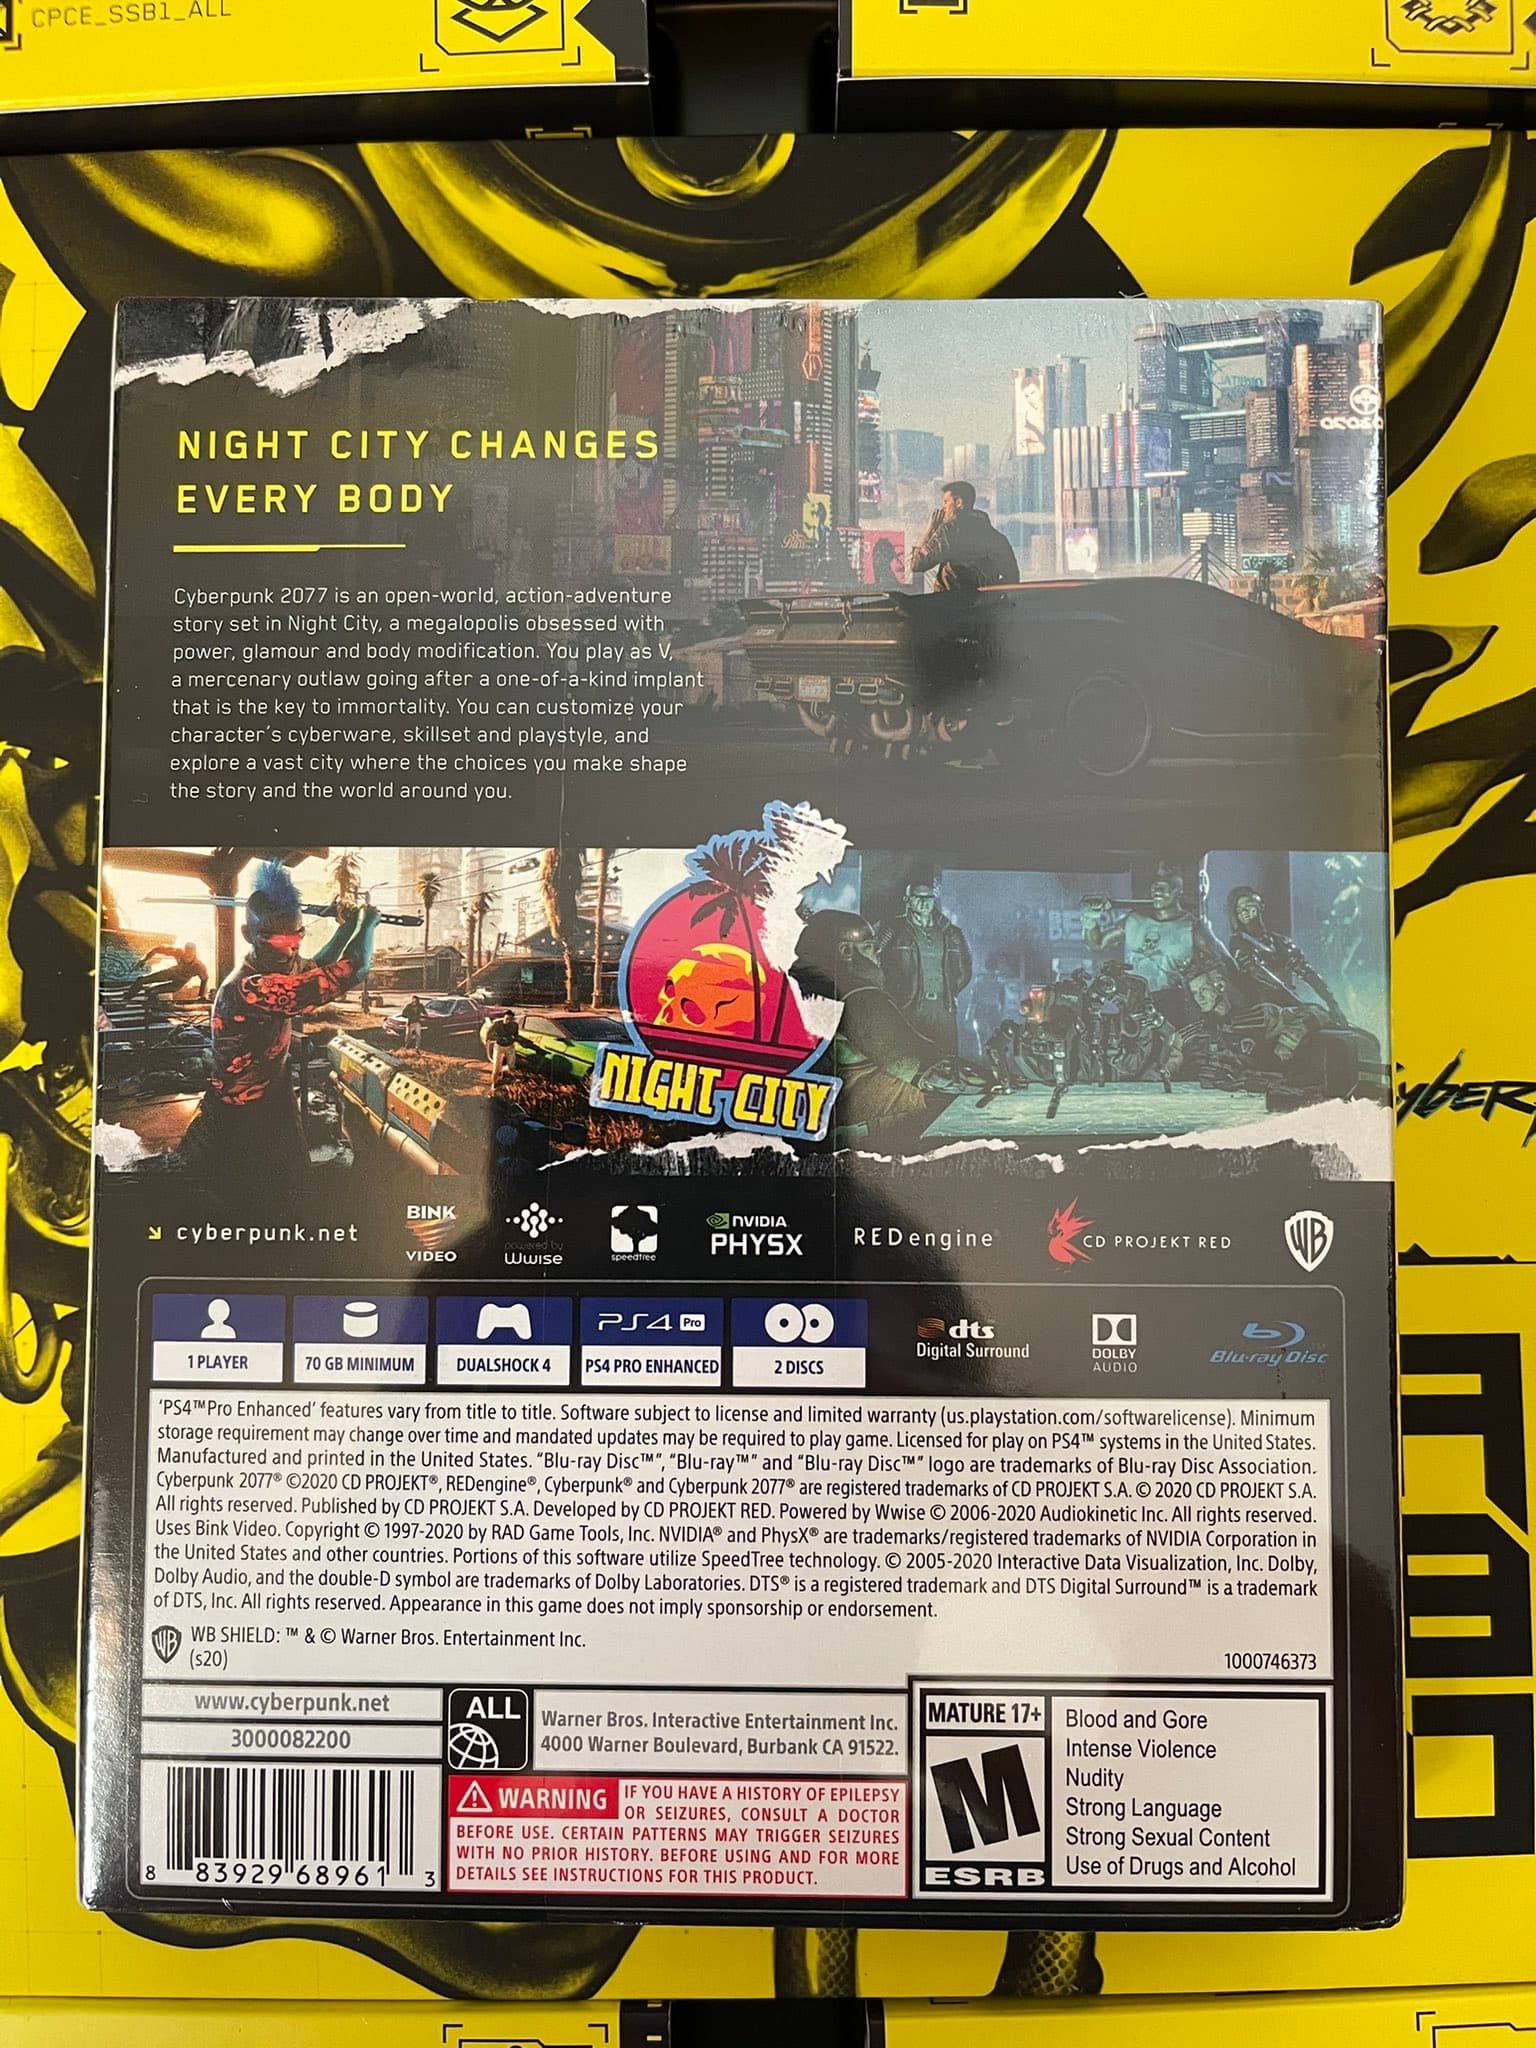 CPCE_SSB1_ALL
NIGHT CITY CHANGES
EVERY BODY
Cyberpunk 2077 is an open-world, action-adventure
story set in Night City, a megalopolis obsessed with
power, glamour and body modification. You play as V,
a mercenary outlaw going after a one-of-a-kind implant
that is the key to immortality. You can customize your
character's cyberware, skillset and playstyle, and
explore a vast city where the choices you make shape
the story and the world around you.
NIGHT CITY
cyberpunk.net
BINK
VIDEO
powered by
Wwise
speedtree
NVIDIA
PHYSX
REDengine
CD PROJEKT RED
WB
1 PLAYER
70 GB MINIMUM
DUALSHOCK 4
PS4 Pro
PS4 PRO ENHANCED
2 DISCS
dts
Digital Surround
DOLBY
AUDIO
Blu-ray Disc
'PS4™Pro Enhanced' features vary from title to title. Software subject to license and limited warranty (us.playstation.com/softwarelicense). Minimum
storage requirement may change over time and mandated updates may be required to play game. Licensed for play on PS4™ systems in the United States.
Manufactured and printed in the United States. “Blu-ray Disc™”, “Blu-ray™” and “Blu-ray Disc™” logo are trademarks of Blu-ray Disc Association.
Cyberpunk 2077® ©2020 CD PROJEKT®, REDengine®, Cyberpunk® and Cyberpunk 2077® are registered trademarks of CD PROJEKT S.A. © 2020 CD PROJEKT S.A.
All rights reserved. Published by CD PROJEKT S.A. Developed by CD PROJEKT RED. Powered by Wwise © 2006-2020 Audiokinetic Inc. All rights reserved.
Uses Bink Video. Copyright © 1997-2020 by RAD Game Tools, Inc. NVIDIA® and PhysX® are trademarks/registered trademarks of NVIDIA Corporation in
the United States and other countries. Portions of this software utilize SpeedTree technology. © 2005-2020 Interactive Data Visualization, Inc. Dolby,
Dolby Audio, and the double-D symbol are trademarks of Dolby Laboratories. DTS® is a registered trademark and DTS Digital Surround™ is a trademark
of DTS, Inc. All rights reserved. Appearance in this game does not imply sponsorship or endorsement.
WB SHIELD: ™ & © Warner Bros. Entertainment Inc.
(s20)
1000746373
www.cyberpunk.net
3000082200
8 83929 68961 3
ALL
Warner Bros. Interactive Entertainment Inc.
4000 Warner Boulevard, Burbank CA 91522.
WARNING IF YOU HAVE A HISTORY OF EPILEPSY
OR SEIZURES, CONSULT A DOCTOR
BEFORE USE. CERTAIN PATTERNS MAY TRIGGER SEIZURES
WITH NO PRIOR HISTORY. BEFORE USING AND FOR MORE
DETAILS SEE INSTRUCTIONS FOR THIS PRODUCT.
MATURE 17+
M
ESRB
Blood and Gore
Intense Violence
Nudity
Strong Language
Strong Sexual Content
Use of Drugs and Alcohol